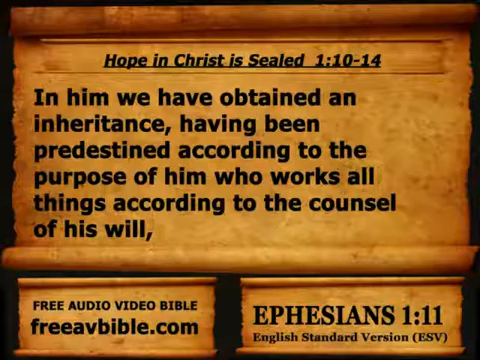 Hope in Christ is Sealed 1:10-14
In him we have obtained an
inheritance, having been
predestined according to the
purpose of him who works all
things according to the counsel
of his will,
FREE AUDIO VIDEO BIBLE
freeavbible.com
EPHESIANS 1:11
English Standard Version (ESV)